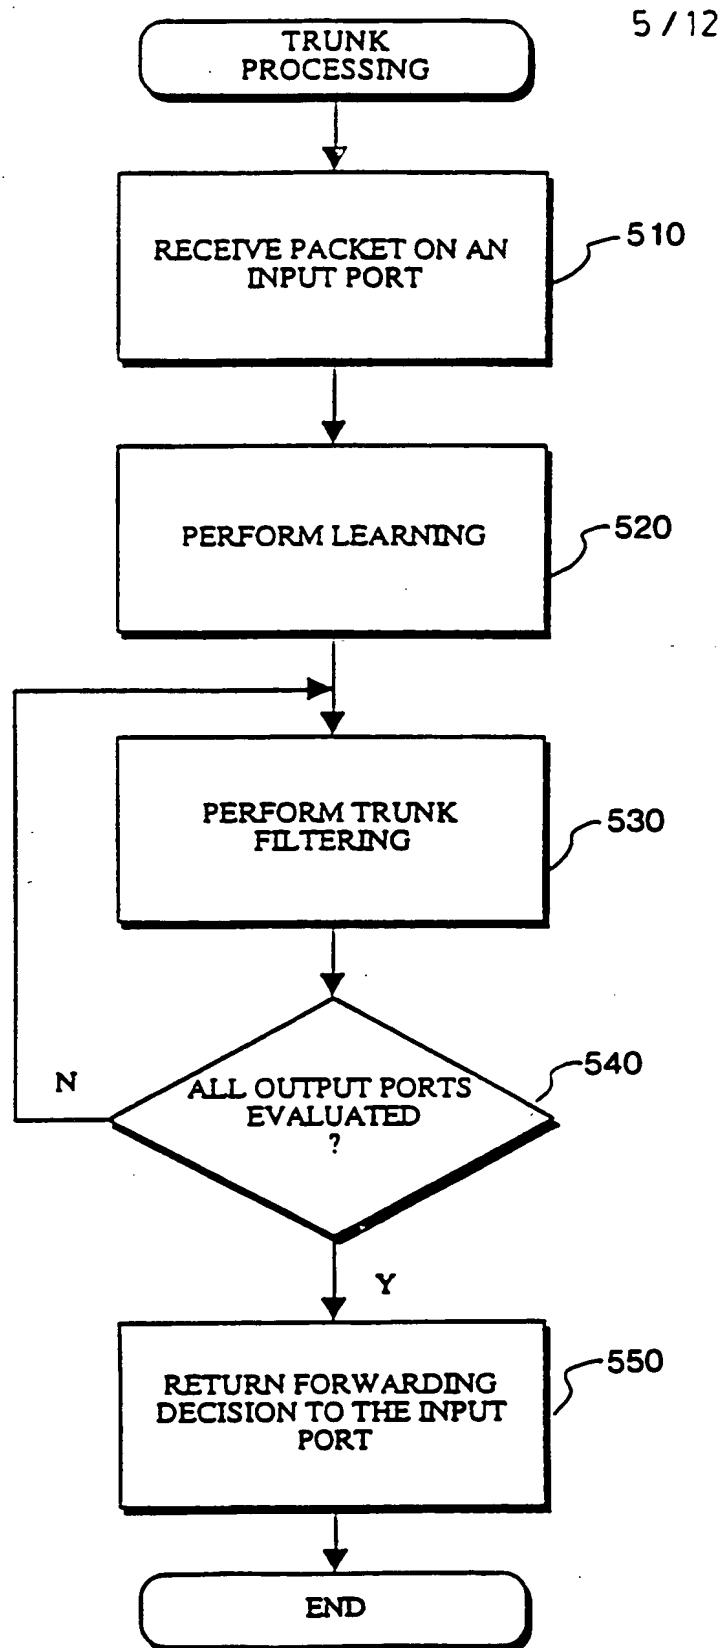 5/12
TRUNK
PROCESSING
RECEIVE PACKET ON AN
INPUT PORT
510
PERFORM LEARNING
520
PERFORM TRUNK
FILTERING
530
ALL OUTPUT PORTS
EVALUATED
?
540
N
Y
RETURN FORWARDING
DECISION TO THE INPUT
PORT
550
END